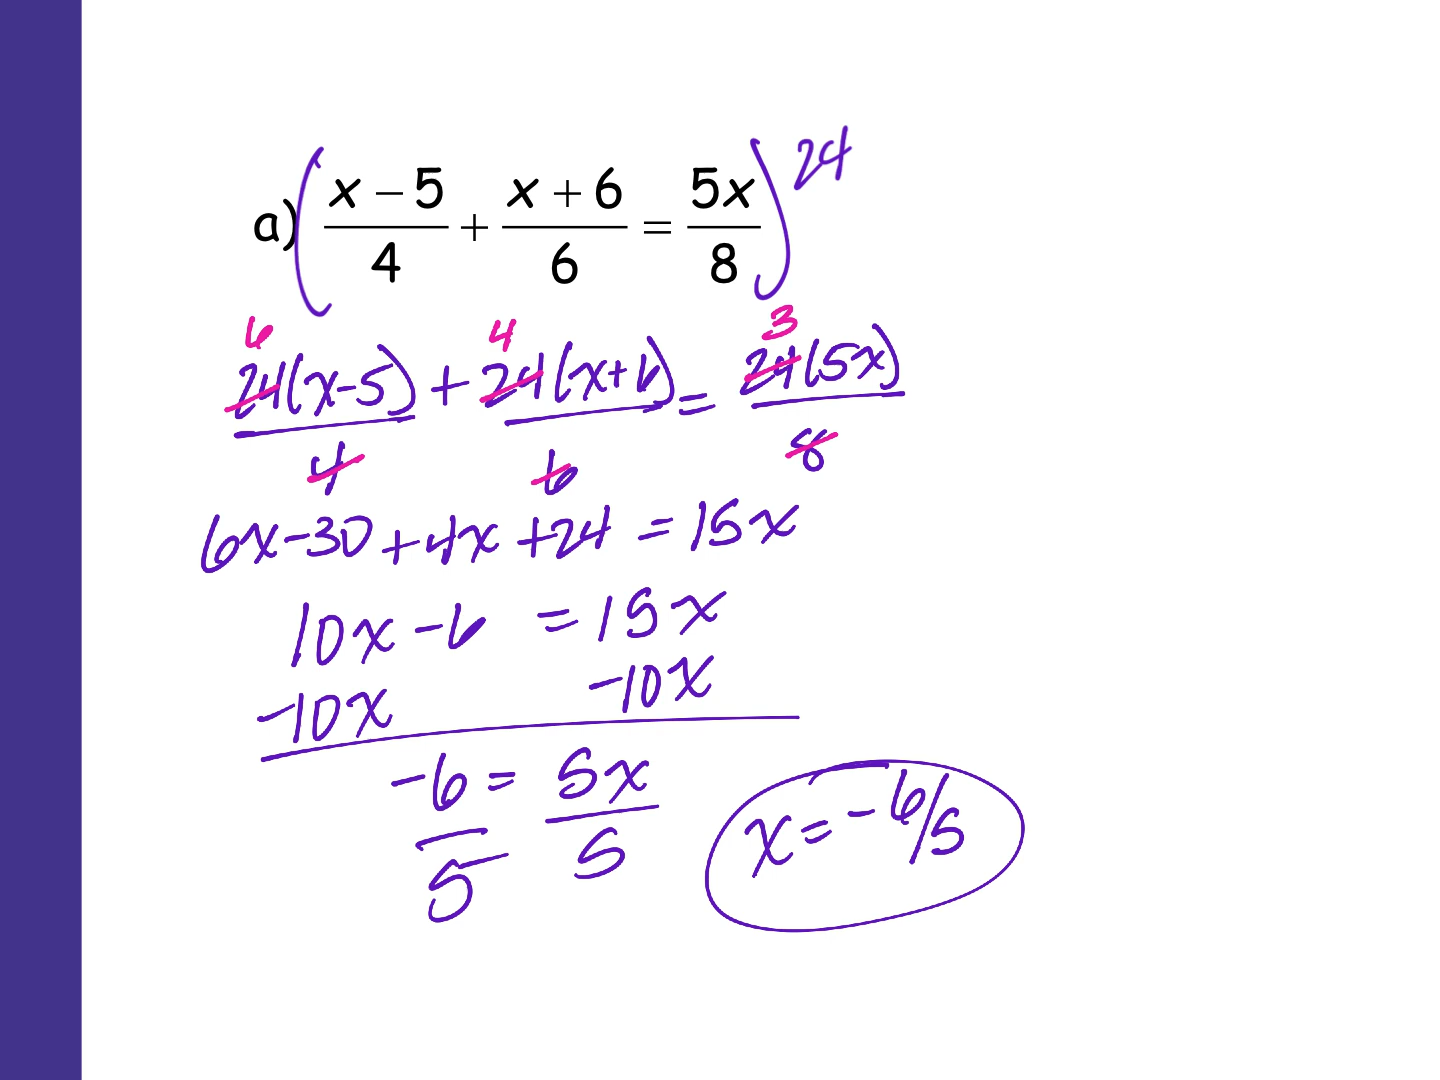 a) ( x - 5 / 4 + x + 6 / 6 = 5x / 8 ) 24
6 4 3
24(x-5) / 4 + 24(x+6) / 6 = 24(5x) / 8
6x-30+4x+24 = 15x
10x-6 = 15x
-10x -10x
-6 / 5 = 5x / 5
x = -6/5